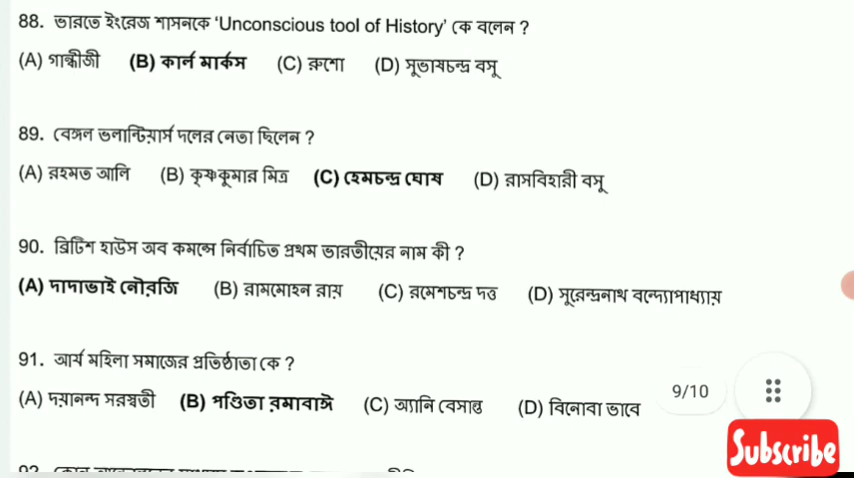 88. ভারতে ইংরেজ শাসনকে ‘Unconscious tool of History’ কে বলেন ?
(A) গান্ধীজী (B) কার্ল মার্কস (C) রুশো (D) সুভাষচন্দ্র বসু
89. বেঙ্গল ভলান্টিয়ার্স দলের নেতা ছিলেন ?
(A) রহমত আলি (B) কৃষ্ণকুমার মিত্র (C) হেমচন্দ্র ঘোষ (D) রাসবিহারী বসু
90. ব্রিটিশ হাউস অব কমন্সে নির্বাচিত প্রথম ভারতীয়ের নাম কী ?
(A) দাদাভাই নৌরজি (B) রামমোহন রায় (C) রমেশচন্দ্র দত্ত (D) সুরেন্দ্রনাথ বন্দ্যোপাধ্যায়
91. আর্য মহিলা সমাজের প্রতিষ্ঠাতা কে ?
(A) দয়ানন্দ সরস্বতী (B) পণ্ডিতা রমাবাঈ (C) অ্যানি বেসান্ত (D) বিনোবা ভাবে
9/10
Subscribe